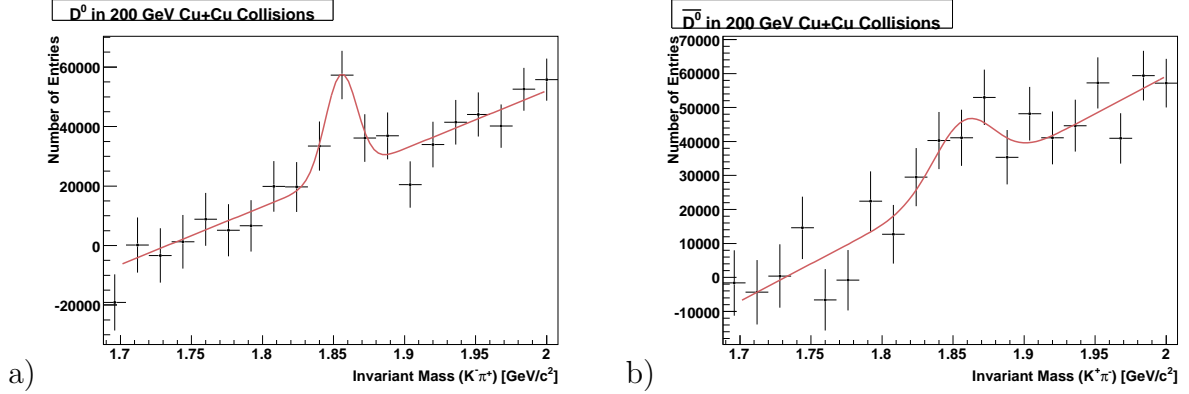 D⁰ in 200 GeV Cu+Cu Collisions
Number of Entries
60000
40000
20000
0
-20000
1.7 1.75 1.8 1.85 1.9 1.95 2
Invariant Mass (K⁻π⁺) [GeV/c²]
a)
D̅⁰ in 200 GeV Cu+Cu Collisions
Number of Entries
70000
60000
50000
40000
30000
20000
10000
0
-10000
1.7 1.75 1.8 1.85 1.9 1.95 2
Invariant Mass (K⁺π⁻) [GeV/c²]
b)